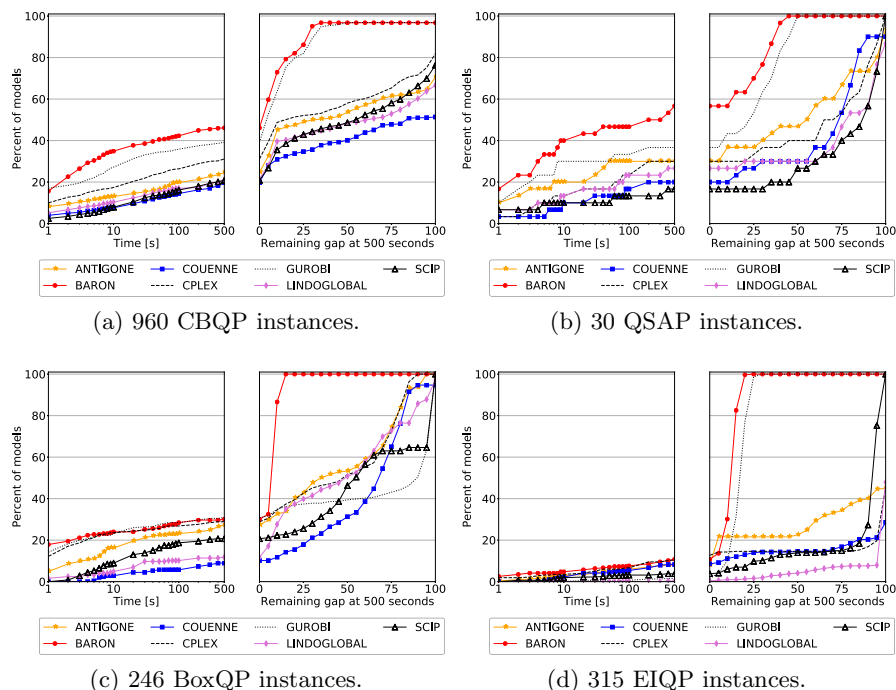 100
80
60
40
20
0
Percent of models
1 10 100 500
Time [s]
0 25 50 75 100
Remaining gap at 500 seconds
ANTIGONE COUENNE GUROBI SCIP
BARON CPLEX LINDOGLOBAL
(a) 960 CBQP instances.
100
80
60
40
20
0
Percent of models
1 10 100 500
Time [s]
0 25 50 75 100
Remaining gap at 500 seconds
ANTIGONE COUENNE GUROBI SCIP
BARON CPLEX LINDOGLOBAL
(b) 30 QSAP instances.
100
80
60
40
20
0
Percent of models
1 10 100 500
Time [s]
0 25 50 75 100
Remaining gap at 500 seconds
ANTIGONE COUENNE GUROBI SCIP
BARON CPLEX LINDOGLOBAL
(c) 246 BoxQP instances.
100
80
60
40
20
0
Percent of models
1 10 100 500
Time [s]
0 25 50 75 100
Remaining gap at 500 seconds
ANTIGONE COUENNE GUROBI SCIP
BARON CPLEX LINDOGLOBAL
(d) 315 EIQP instances.